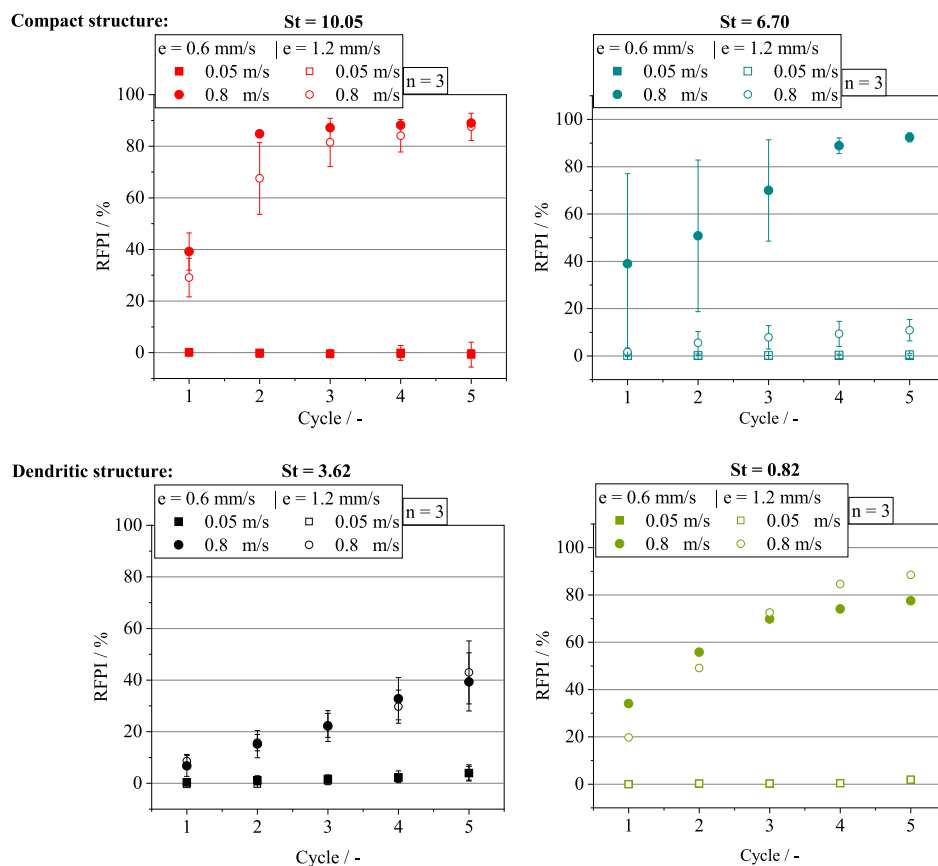 Compact structure: St = 10.05 St = 6.70
e = 0.6 mm/s | e = 1.2 mm/s
0.05 m/s 0.05 m/s
0.8 m/s 0.8 m/s
n = 3
100
80
60
40
20
0
RFPI / %
1 2 3 4 5
Cycle / -
e = 0.6 mm/s | e = 1.2 mm/s
0.05 m/s 0.05 m/s
0.8 m/s 0.8 m/s
n = 3
100
80
60
40
20
0
RFPI / %
1 2 3 4 5
Cycle / -
Dendritic structure: St = 3.62 St = 0.82
e = 0.6 mm/s | e = 1.2 mm/s
0.05 m/s 0.05 m/s
0.8 m/s 0.8 m/s
n = 3
100
80
60
40
20
0
RFPI / %
1 2 3 4 5
Cycle / -
e = 0.6 mm/s | e = 1.2 mm/s
0.05 m/s 0.05 m/s
0.8 m/s 0.8 m/s
n = 3
100
80
60
40
20
0
RFPI / %
1 2 3 4 5
Cycle / -